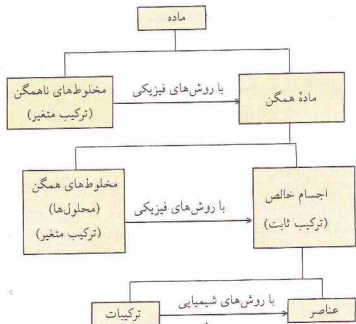 ماده
مخلوط‌های ناهمگن
(ترکیب متغیر)
با روش‌های فیزیکی
مادهٔ همگن
مخلوط‌های همگن
(محلول‌ها)
(ترکیب متغیر)
با روش‌های فیزیکی
اجسام خالص
(ترکیب ثابت)
ترکیبات
با روش‌های شیمیایی
عناصر